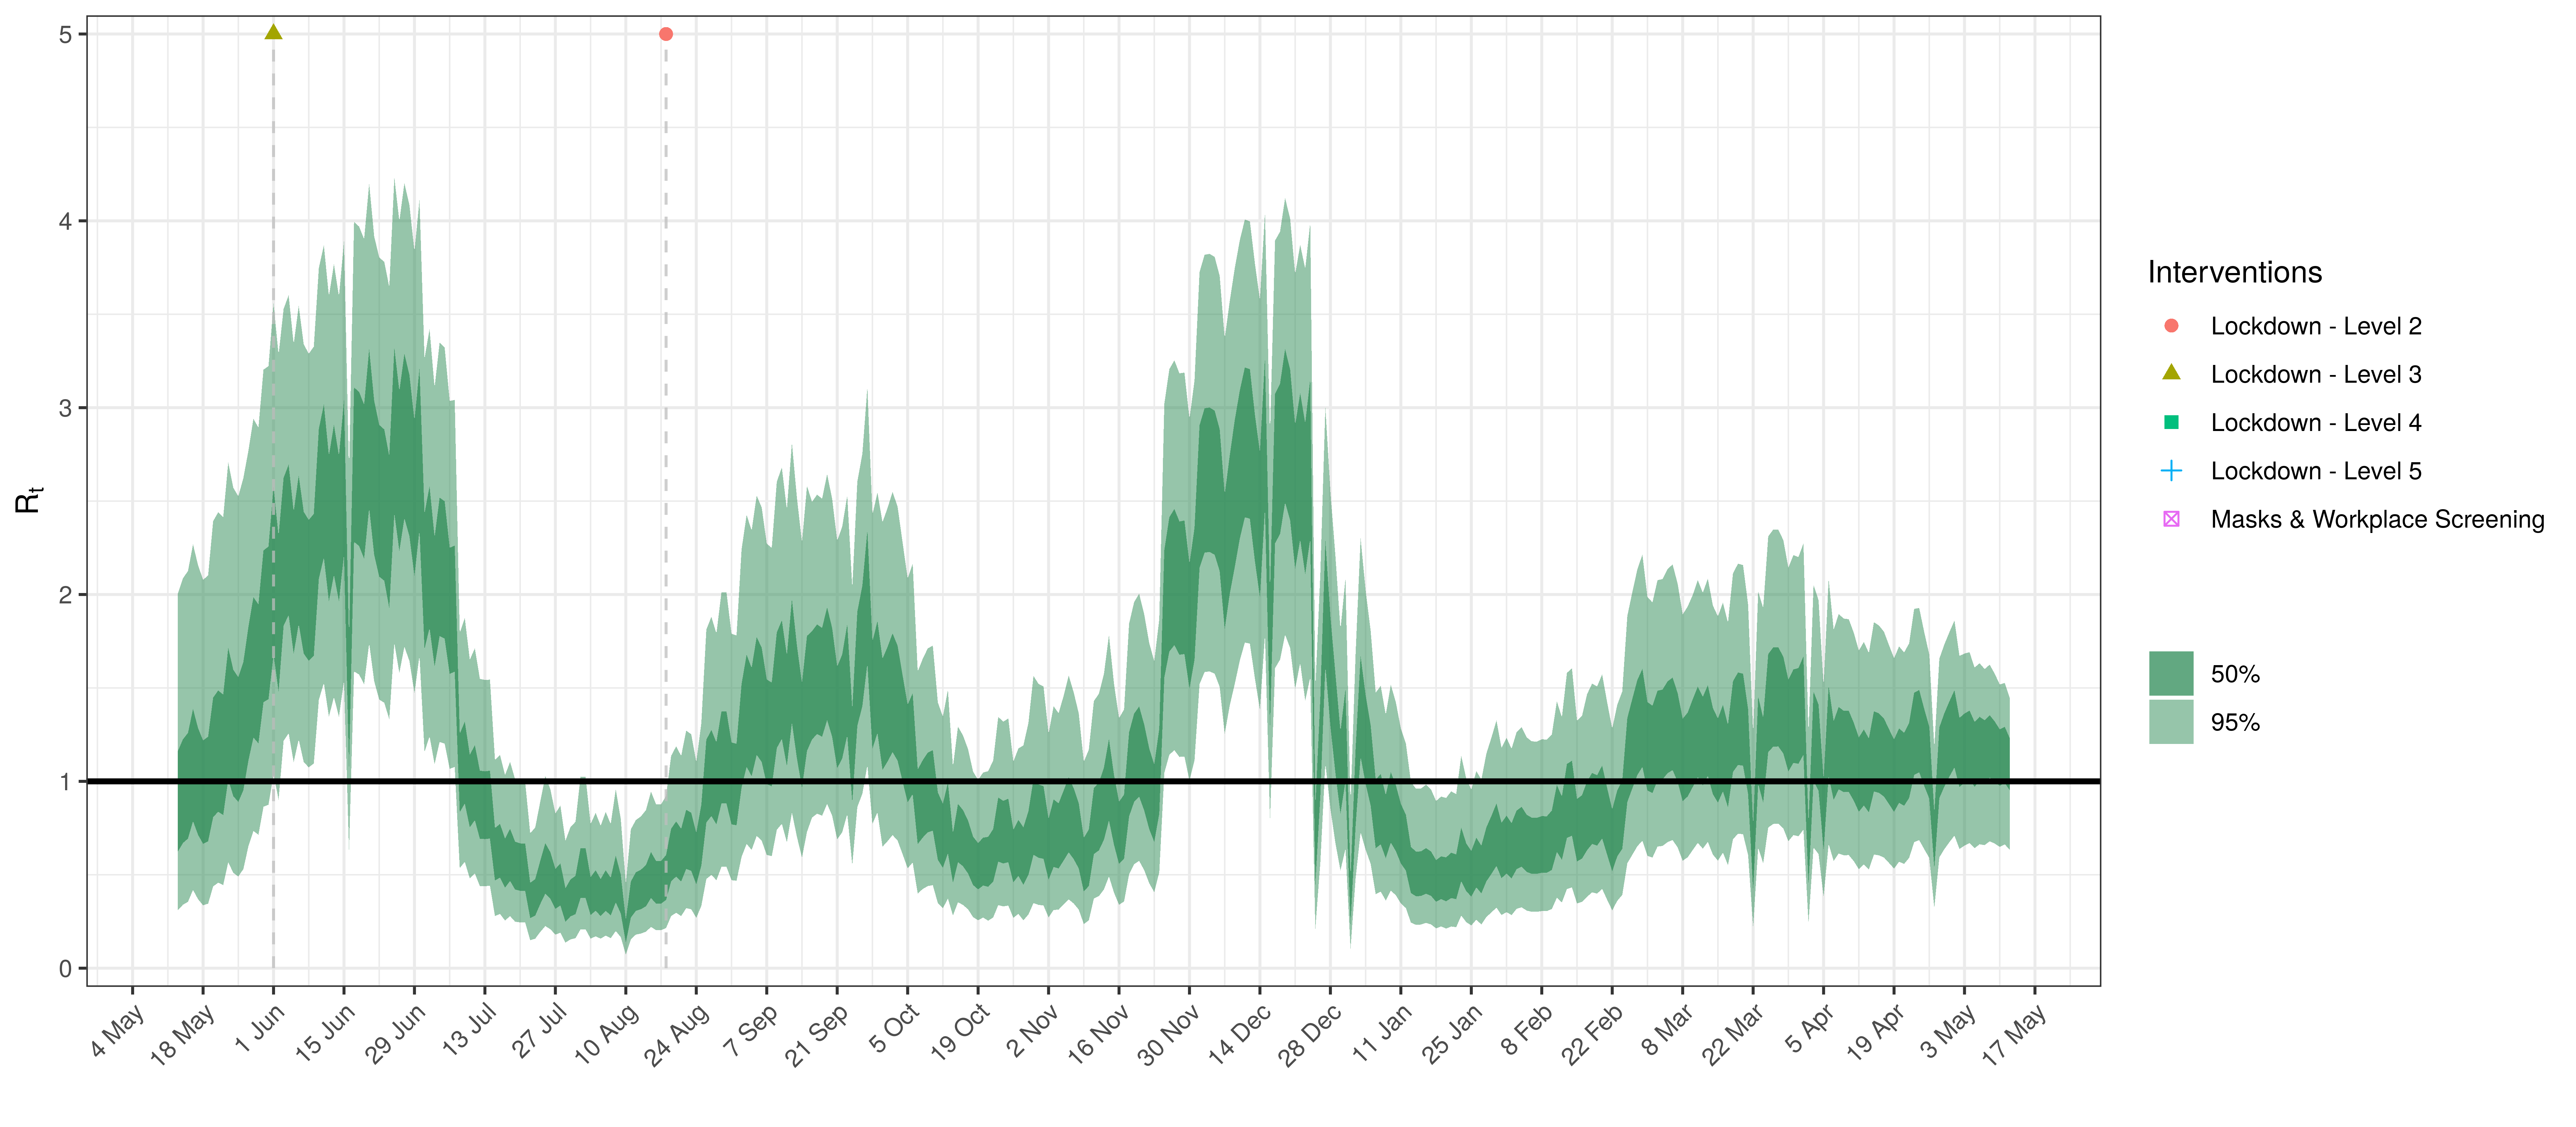 5
4
3
2
1
0
Rt
4 May
18 May
1 Jun
15 Jun
29 Jun
13 Jul
27 Jul
10 Aug
24 Aug
7 Sep
21 Sep
5 Oct
19 Oct
2 Nov
16 Nov
30 Nov
14 Dec
28 Dec
11 Jan
25 Jan
8 Feb
22 Feb
8 Mar
22 Mar
5 Apr
19 Apr
3 May
17 May
Interventions
Lockdown - Level 2
Lockdown - Level 3
Lockdown - Level 4
Lockdown - Level 5
Masks & Workplace Screening
50%
95%